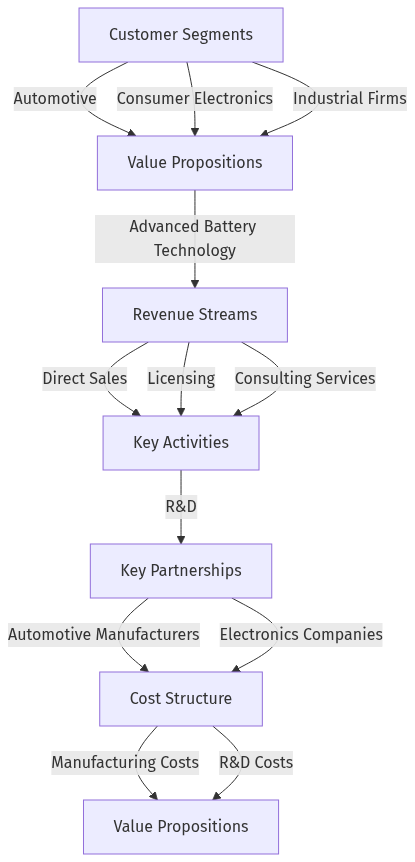 Customer Segments
Automotive
Consumer Electronics
Industrial Firms
Value Propositions
Advanced Battery
Technology
Revenue Streams
Direct Sales
Licensing
Consulting Services
Key Activities
R&D
Key Partnerships
Automotive Manufacturers
Electronics Companies
Cost Structure
Manufacturing Costs
R&D Costs
Value Propositions